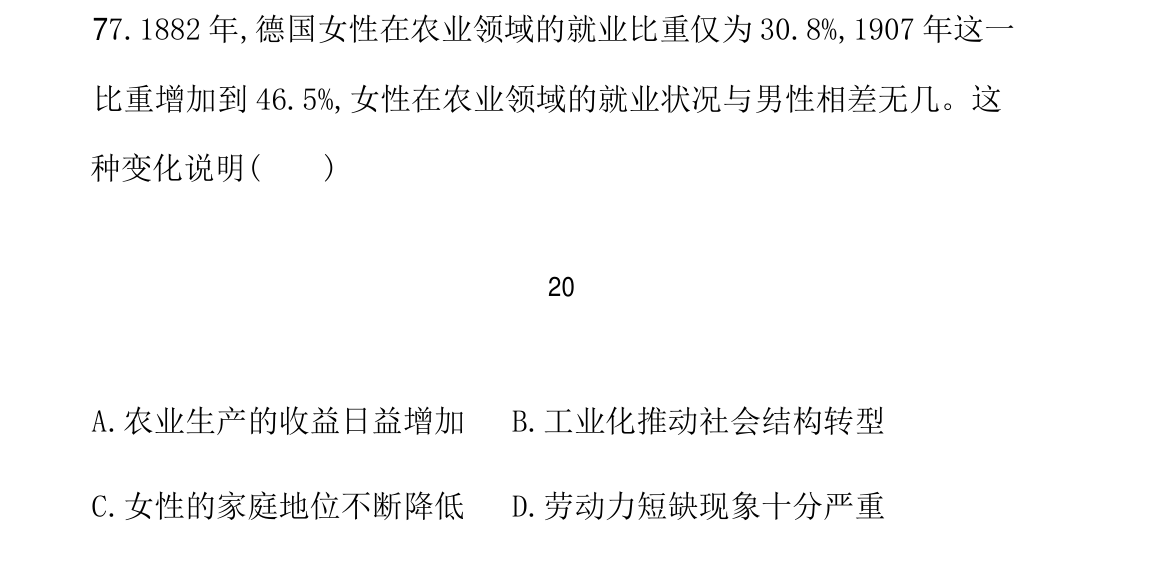 77.1882 年,德国女性在农业领域的就业比重仅为 30.8%,1907 年这一
比重增加到 46.5%,女性在农业领域的就业状况与男性相差无几。这
种变化说明(    )
20
A.农业生产的收益日益增加    B.工业化推动社会结构转型
C.女性的家庭地位不断降低    D.劳动力短缺现象十分严重